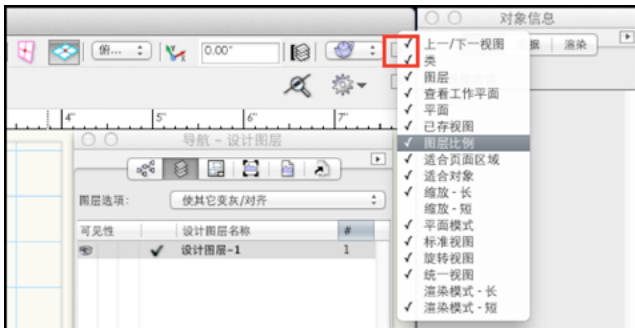 对象信息
俯...
0.00°
据
渲染
上一/下一视图
类
图层
查看工作平面
平面
已存视图
图层比例
适合页面区域
适合对象
缩放 - 长
缩放 - 短
平面模式
标准视图
旋转视图
统一视图
渲染模式 - 长
渲染模式 - 短
4"
5"
6"
7"
导航 - 设计图层
图层选项:
使其它变灰/对齐
可见性
设计图层名称
#
设计图层-1
1